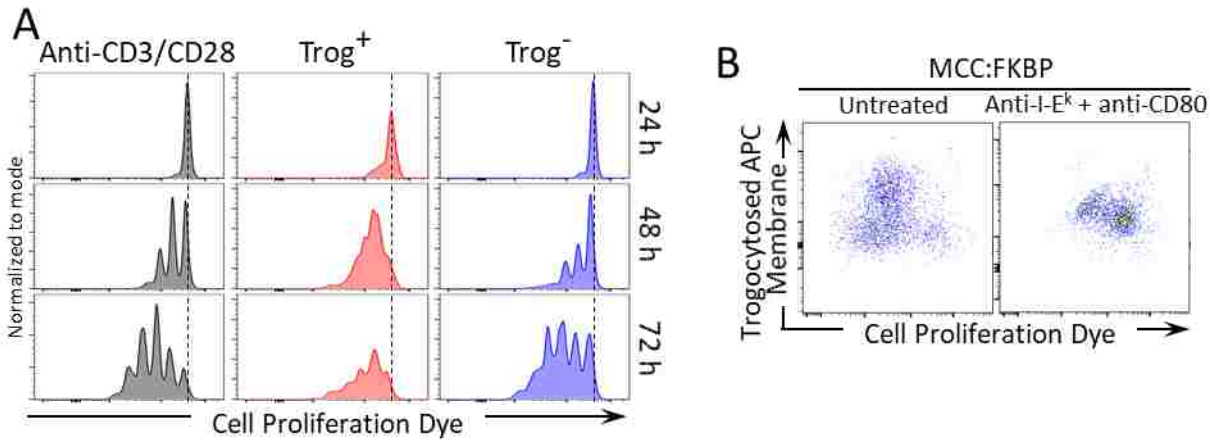 A
Anti-CD3/CD28
Trog+
Trog-
24 h
48 h
72 h
Normalized to mode
Cell Proliferation Dye
B
MCC:FKBP
Untreated
Anti-I-Eᵏ + anti-CD80
Trogocytosed APC
Membrane
Cell Proliferation Dye